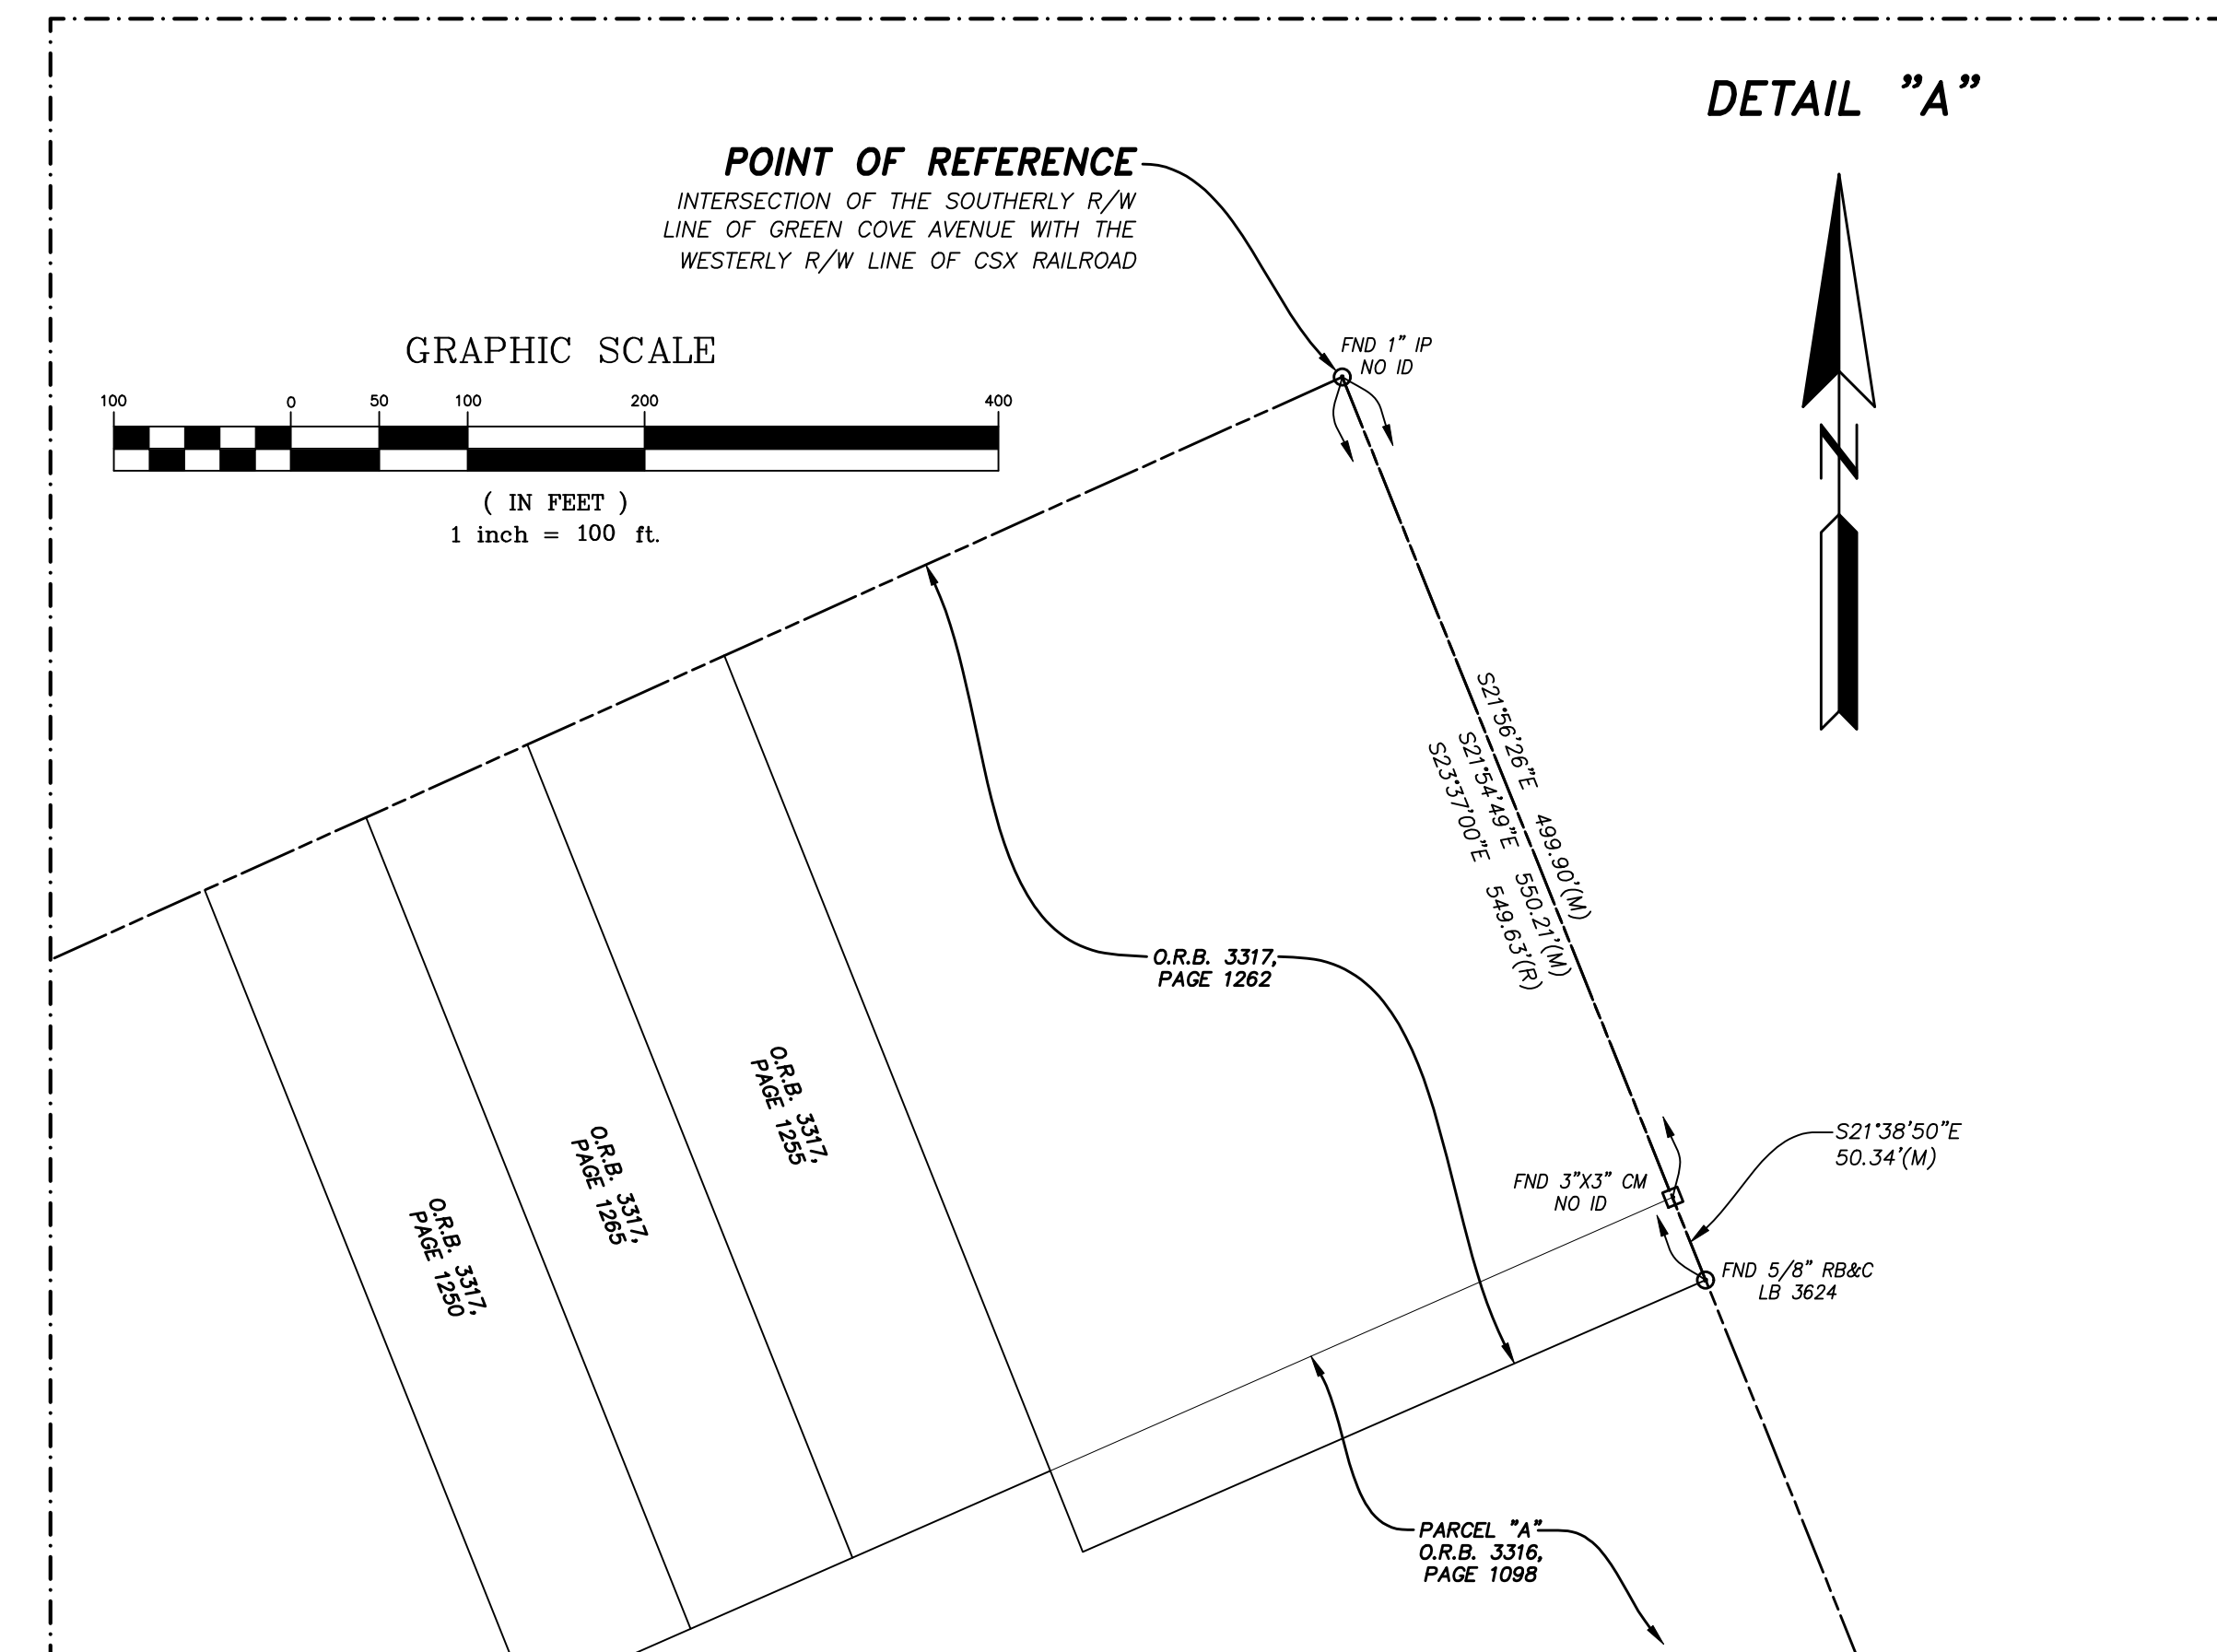 DETAIL "A"
POINT OF REFERENCE
INTERSECTION OF THE SOUTHERLY R/W
LINE OF GREEN COVE AVENUE WITH THE
WESTERLY R/W LINE OF CSX RAILROAD
GRAPHIC SCALE
100 0 50 100 200 400
( IN FEET )
1 inch = 100 ft.
FND 1" IP
NO ID
N
S21°56'26"E 499.90'(M)
S21°54'49"E 550.21'(M)
S23°37'00"E 549.63'(R)
O.R.B. 3317,
PAGE 1262
O.R.B. 3317,
PAGE 1255
O.R.B. 3317,
PAGE 1265
O.R.B. 3317,
PAGE 1250
S21°38'50"E
50.34'(M)
FND 3"X3" CM
NO ID
FND 5/8" RB&C
LB 3624
PARCEL "A"
O.R.B. 3316,
PAGE 1098